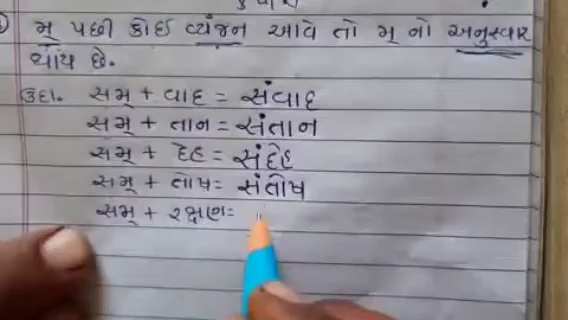 મ્ પછી કોઈ વ્યંજન આવે તો મ્ નો અનુસ્વાર
થાય છે.
ઉદા. સમ્ + વાદ = સંવાદ
સમ્ + તાન = સંતાન
સમ્ + દેહ = સંદેહ
સમ્ + તોષ = સંતોષ
સમ્ + રક્ષણ =